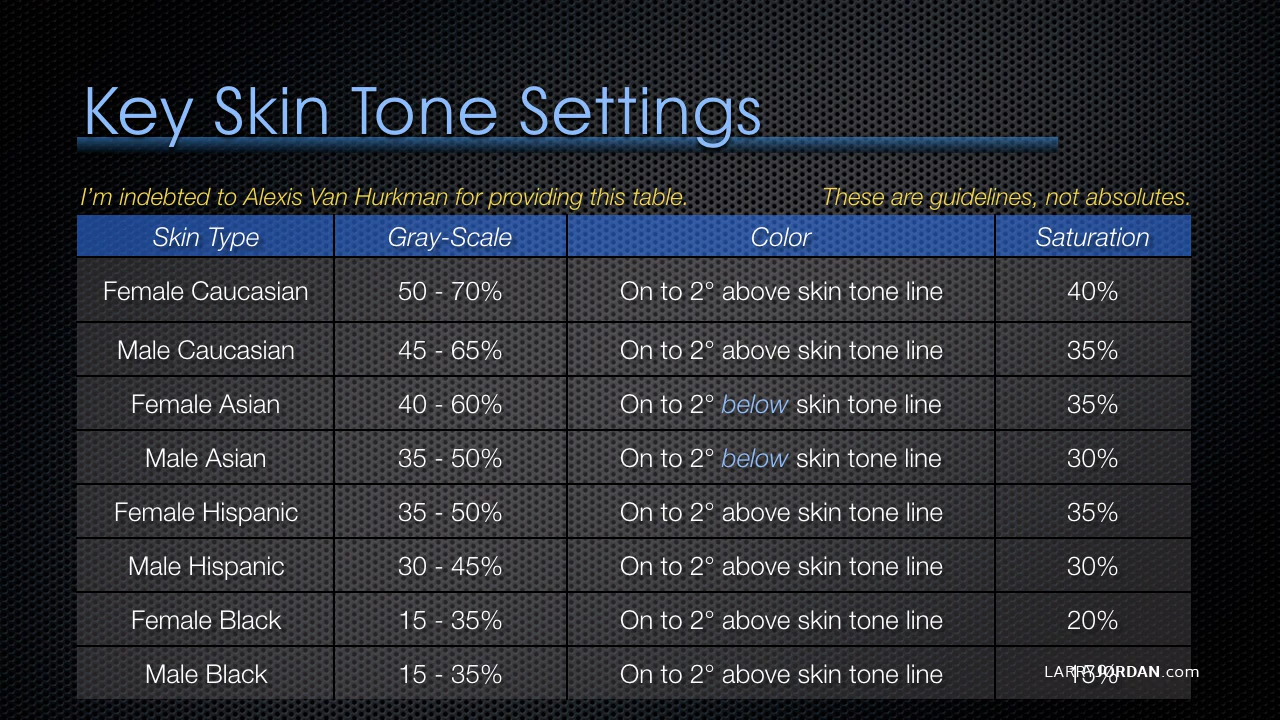 Key Skin Tone Settings
I'm indebted to Alexis Van Hurkman for providing this table. These are guidelines, not absolutes.
Skin Type Gray-Scale Color Saturation
Female Caucasian 50 - 70% On to 2° above skin tone line 40%
Male Caucasian 45 - 65% On to 2° above skin tone line 35%
Female Asian 40 - 60% On to 2° below skin tone line 35%
Male Asian 35 - 50% On to 2° below skin tone line 30%
Female Hispanic 35 - 50% On to 2° above skin tone line 35%
Male Hispanic 30 - 45% On to 2° above skin tone line 30%
Female Black 15 - 35% On to 2° above skin tone line 20%
Male Black 15 - 35% On to 2° above skin tone line
LARRYJORDAN.com